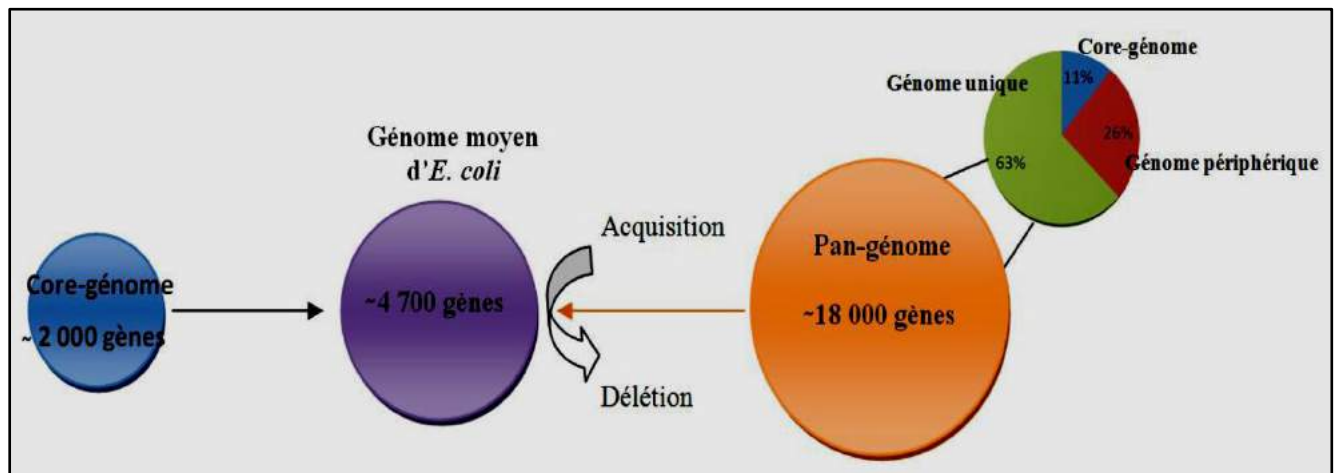 Core-génome
~ 2 000 gènes
Génome moyen
d'E. coli
~4 700 gènes
Acquisition
Délétion
Pan-génome
~18 000 gènes
Core-génome
11%
Génome unique
26%
63%
Génome périphérique